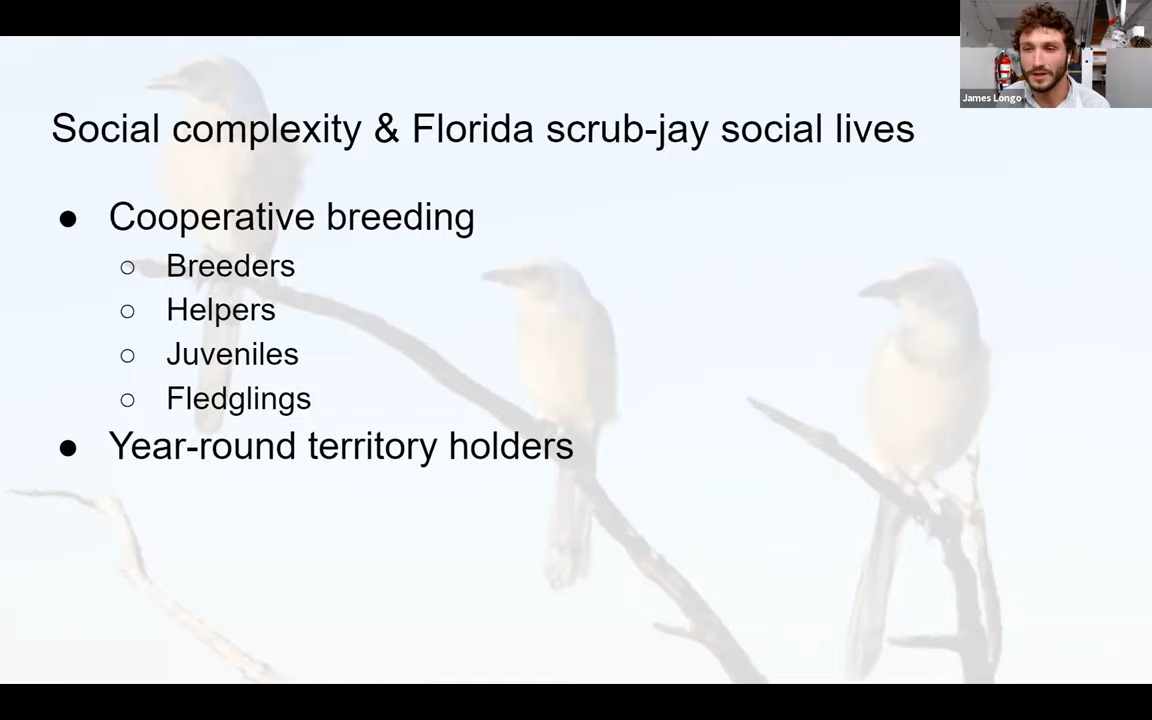 James Longo
Social complexity & Florida scrub-jay social lives
● Cooperative breeding
○ Breeders
○ Helpers
○ Juveniles
○ Fledglings
● Year-round territory holders